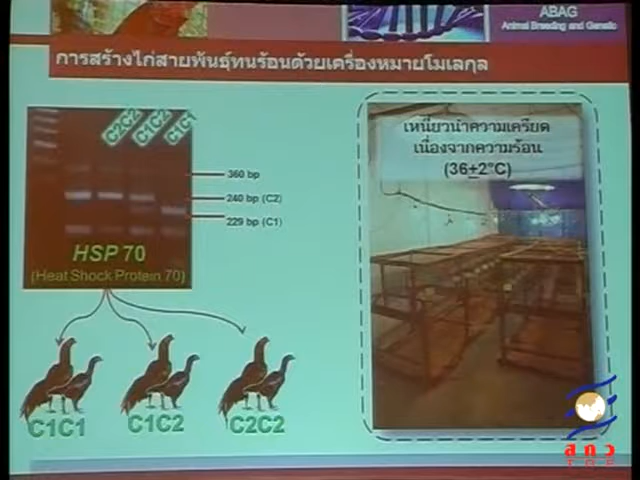 ABAG
Animal Breeding and Genetic
การสร้างไก่สายพันธุ์ทนร้อนด้วยเครื่องหมายโมเลกุล
C2C2
C1C2
C1C1
360 bp
240 bp (C2)
229 bp (C1)
HSP 70
(Heat Shock Protein 70)
C1C1
C1C2
C2C2
เหนี่ยวนำความเครียด
เนื่องจากความร้อน
(36±2°C)
สกว
TRF